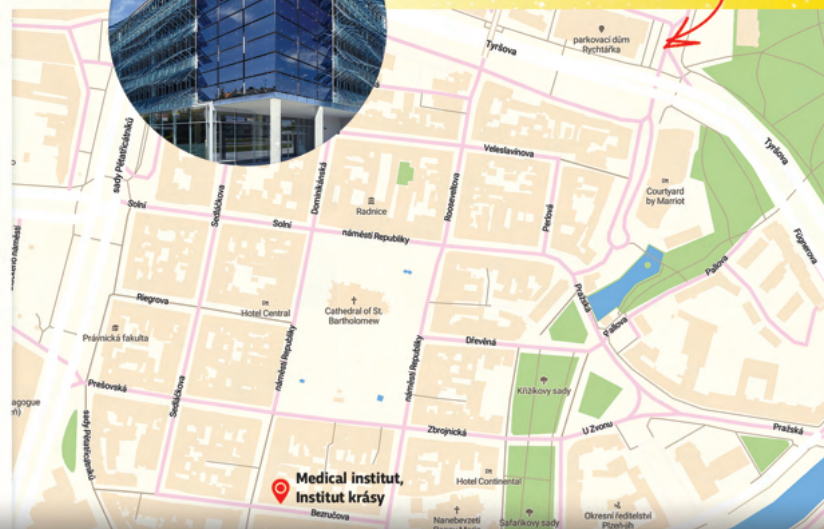 parkovací dům
Rychtářka
Tyršova
sady Pětatřicátníků
Veleslavínova
Tyršova
Courtyard
by Marriot
Solní
Sedláčkova
Dominikánská
Radnice
Rooseveltova
Perlová
Solní
náměstí Republiky
Fügnerova
Pallova
Riegrova
Hotel Central
Cathedral of St.
Bartholomew
Pražská
Pallova
Právnická fakulta
náměstí Republiky
náměstí Republiky
Dřevěná
Prešovská
Sedláčkova
Křižíkovy sady
sady Pětatřicátníků
Zbrojnická
U Zvonu
Pražská
Medical institut,
Institut krásy
Hotel Continental
Bezručova
Nanebevzetí
Šafaříkovy sady
Okresní ředitelství